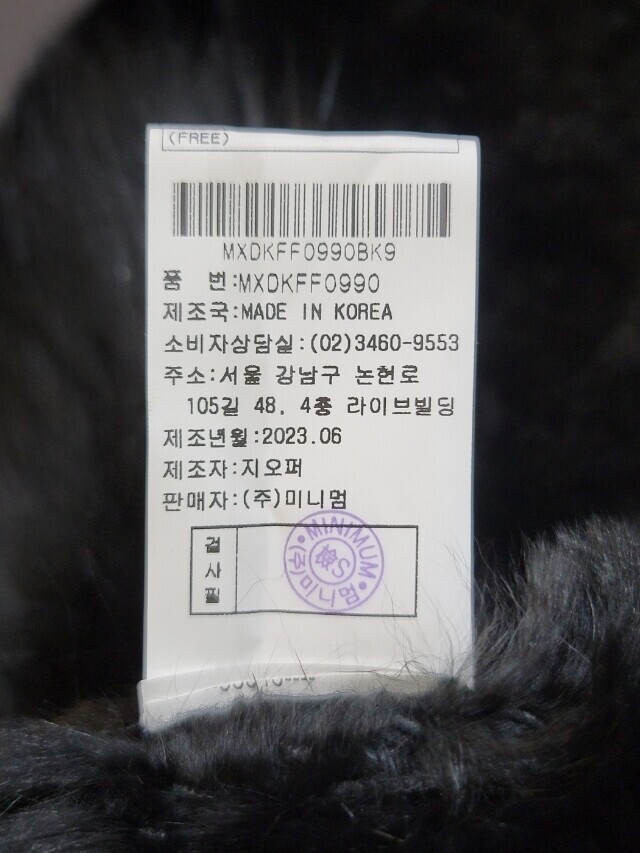 (FREE)
MXDKFF0990BK9
품 번:MXDKFF0990
제조국:MADE IN KOREA
소비자상담실:(02)3460-9553
주소:서울 강남구 논현로
105길 48, 4층 라이브빌딩
제조년월:2023.06
제조자:지오퍼
판매자:(주)미니멈
검사필
MINIMUM
檢S
(주)미니멈